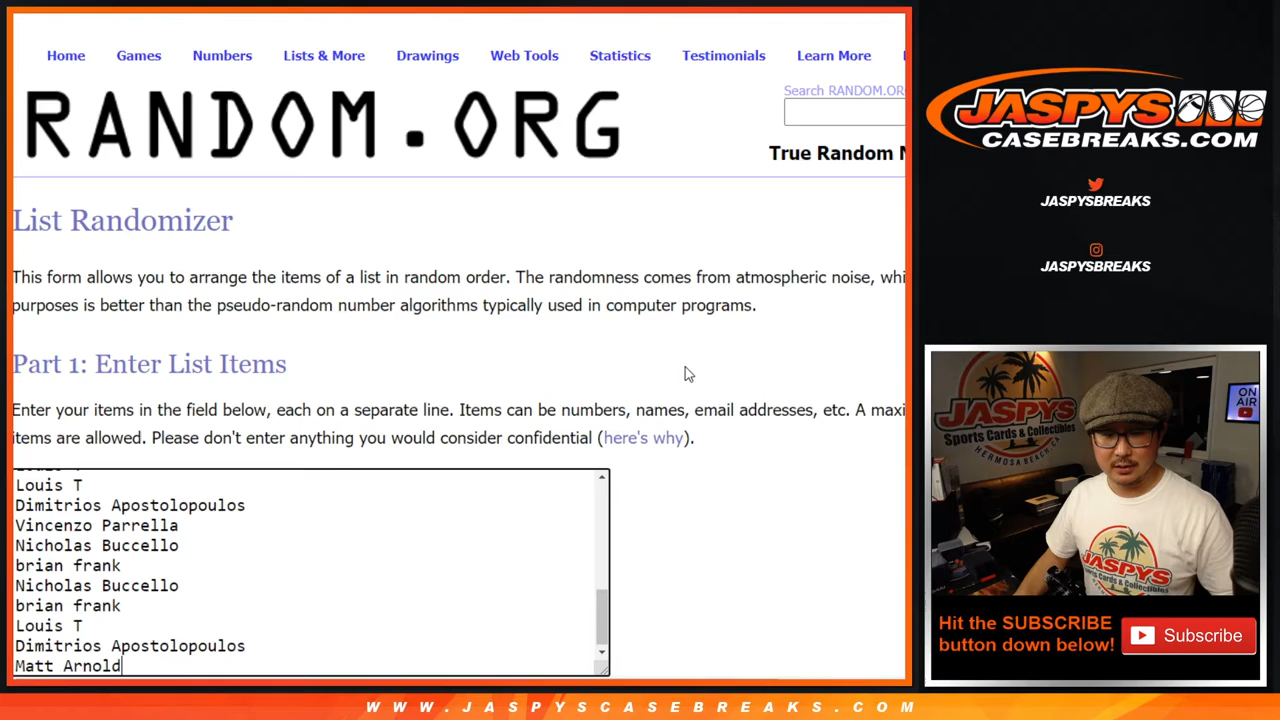 Home Games Numbers Lists & More Drawings Web Tools Statistics Testimonials Learn More
RANDOM.ORG
Search RANDOM.OR
True Random
List Randomizer
This form allows you to arrange the items of a list in random order. The randomness comes from atmospheric noise, whi
purposes is better than the pseudo-random number algorithms typically used in computer programs.
Part 1: Enter List Items
Enter your items in the field below, each on a separate line. Items can be numbers, names, email addresses, etc. A maxi
items are allowed. Please don't enter anything you would consider confidential (here's why).
Louis T
Dimitrios Apostolopoulos
Vincenzo Parrella
Nicholas Buccello
brian frank
Nicholas Buccello
brian frank
Louis T
Dimitrios Apostolopoulos
Matt Arnold
JASPYS
CASEBREAKS.COM
JASPYSBREAKS
JASPYSBREAKS
JASPYS
Sports Cards & Collectibles
HERMOSA BEACH, CA
ON
AIR
JASPYS
Sports Cards & Collectibles
Hit the SUBSCRIBE
button down below!
Subscribe
WWW.JASPYSCASEBREAKS.COM